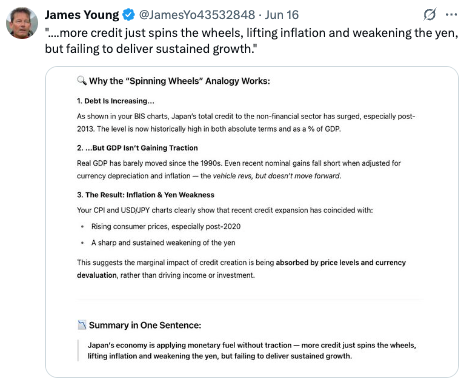 James Young @JamesYo43532848 · Jun 16
"....more credit just spins the wheels, lifting inflation and weakening the yen,
but failing to deliver sustained growth."
🔍 Why the “Spinning Wheels” Analogy Works:
1. Debt Is Increasing...
As shown in your BIS charts, Japan's total credit to the non-financial sector has surged, especially post-
2013. The level is now historically high in both absolute terms and as a % of GDP.
2. ...But GDP Isn't Gaining Traction
Real GDP has barely moved since the 1990s. Even recent nominal gains fall short when adjusted for
currency depreciation and inflation — the vehicle revs, but doesn't move forward.
3. The Result: Inflation & Yen Weakness
Your CPI and USD/JPY charts clearly show that recent credit expansion has coincided with:
• Rising consumer prices, especially post-2020
• A sharp and sustained weakening of the yen
This suggests the marginal impact of credit creation is being absorbed by price levels and currency
devaluation, rather than driving income or investment.
📉 Summary in One Sentence:
Japan's economy is applying monetary fuel without traction — more credit just spins the wheels,
lifting inflation and weakening the yen, but failing to deliver sustained growth.